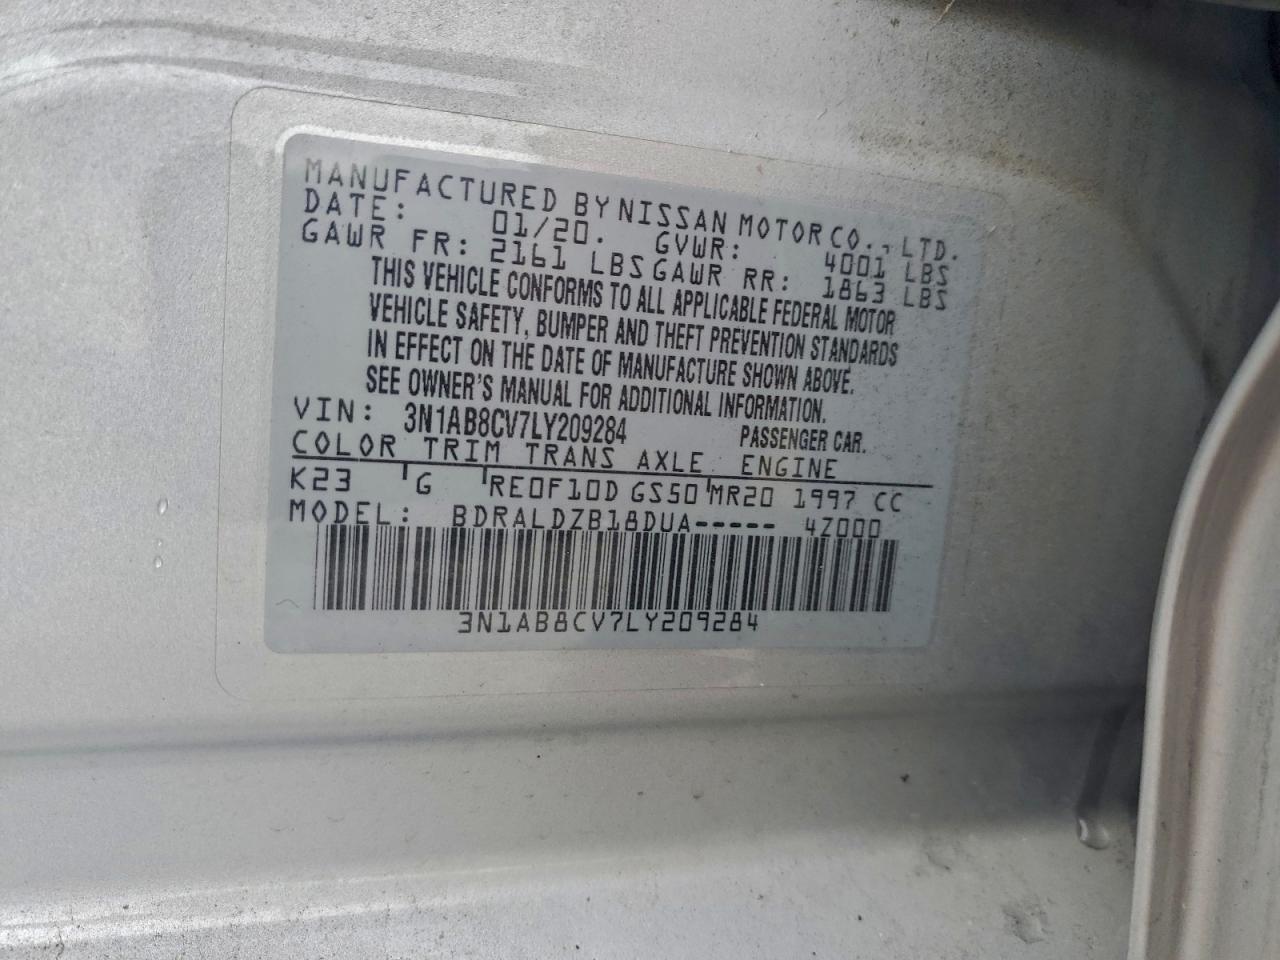 MANUFACTURED BY NISSAN MOTOR CO., LTD.
DATE: 01/20. GVWR: 4001 LBS
GAWR FR: 2161 LBS GAWR RR: 1863 LBS
THIS VEHICLE CONFORMS TO ALL APPLICABLE FEDERAL MOTOR
VEHICLE SAFETY, BUMPER AND THEFT PREVENTION STANDARDS
IN EFFECT ON THE DATE OF MANUFACTURE SHOWN ABOVE.
SEE OWNER'S MANUAL FOR ADDITIONAL INFORMATION.
VIN: 3N1AB8CV7LY209284 PASSENGER CAR.
COLOR TRIM TRANS AXLE ENGINE
K23 G RE0F10D GS50 MR20 1997 CC
MODEL: BDRALDZB18DUA----- 4Z000
3N1AB8CV7LY209284